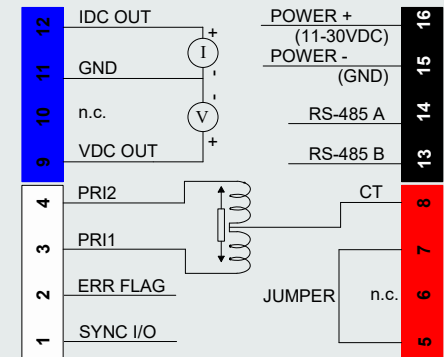 12 IDC OUT
11 GND
10 n.c.
9 VDC OUT
+
I
-
-
V
+
4 PRI2
3 PRI1
2 ERR FLAG
1 SYNC I/O
POWER + 16
(11-30VDC)
POWER - 15
(GND)
RS-485 A 14
RS-485 B 13
CT 8
7
JUMPER n.c. 6
5